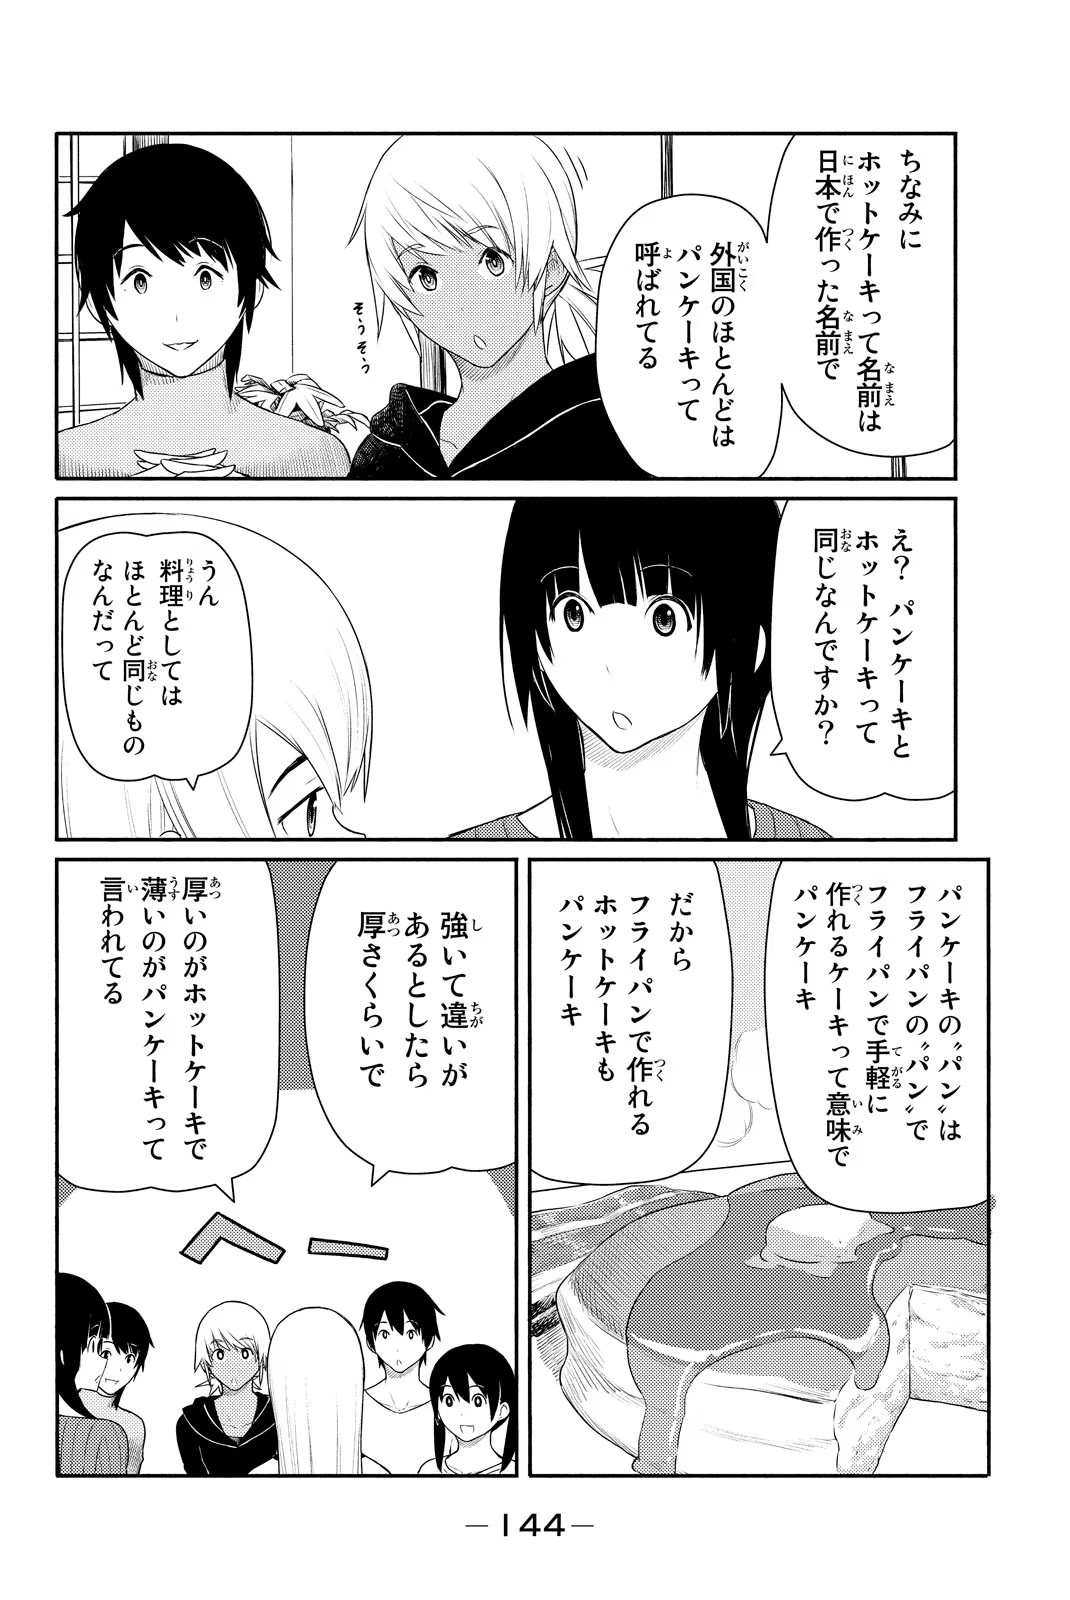 ちなみに
ホットケーキって名前は
日本で作った名前で
外国のほとんどは
パンケーキって
呼ばれてる
そうそう
え？パンケーキと
ホットケーキって
同じなんですか？
うん
料理としては
ほとんど同じもの
なんだって
パンケーキの〝パン〟は
フライパンの〝パン〟で
フライパンで手軽に
作れるケーキって意味で
パンケーキ
だから
フライパンで作れる
ホットケーキも
パンケーキ
強いて違いが
あるとしたら
厚さくらいで
厚いのがホットケーキで
薄いのがパンケーキって
言われてる
へー
—144—